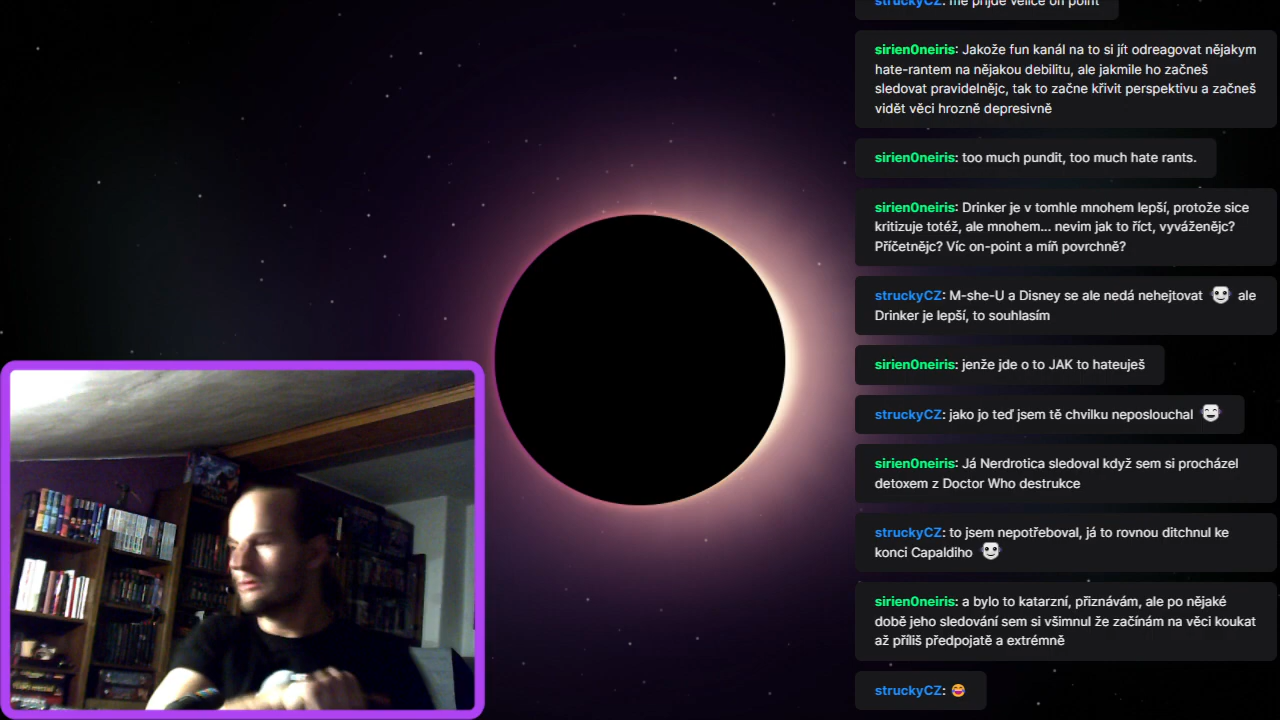 struckyCZ: mě přijde velice on point
sirien0neiris: Jakože fun kanál na to si jít odreagovat nějakym
hate-rantem na nějakou debilitu, ale jakmile ho začneš
sledovat pravidelnějc, tak to začne křivit perspektivu a začneš
vidět věci hrozně depresivně
sirien0neiris: too much pundit, too much hate rants.
sirien0neiris: Drinker je v tomhle mnohem lepší, protože sice
kritizuje totéž, ale mnohem... nevim jak to říct, vyváženějc?
Příčetnějc? Víc on-point a míň povrchně?
struckyCZ: M-she-U a Disney se ale nedá nehejtovat ale
Drinker je lepší, to souhlasím
sirien0neiris: jenže jde o to JAK to hateuješ
struckyCZ: jako jo teď jsem tě chvilku neposlouchal
sirien0neiris: Já Nerdrotica sledoval když sem si procházel
detoxem z Doctor Who destrukce
struckyCZ: to jsem nepotřeboval, já to rovnou ditchnul ke
konci Capaldiho
sirien0neiris: a bylo to katarzní, přiznávám, ale po nějaké
době jeho sledování sem si všimnul že začínám na věci koukat
až příliš předpojatě a extrémně
struckyCZ: 😆